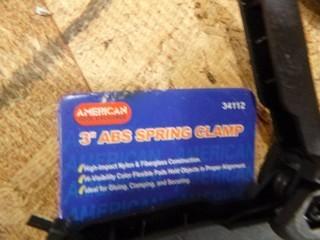 AMERICAN
34112
3" ABS SPRING CLAMP
High-Impact Nylon & Fiberglass Construction.
Hi Visibility Color Flexible Pads Hold Objects in Proper Alignment.
Ideal for Gluing, Clamping, and Securing.
AMERICAN